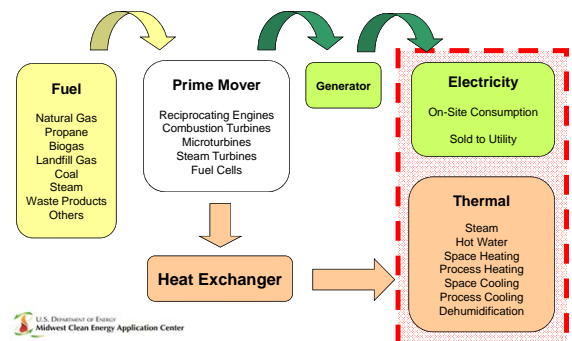 Fuel
Natural Gas
Propane
Biogas
Landfill Gas
Coal
Steam
Waste Products
Others
Prime Mover
Reciprocating Engines
Combustion Turbines
Microturbines
Steam Turbines
Fuel Cells
Generator
Electricity
On-Site Consumption
Sold to Utility
Heat Exchanger
Thermal
Steam
Hot Water
Space Heating
Process Heating
Space Cooling
Process Cooling
Dehumidification
U.S. DEPARTMENT OF ENERGY
Midwest Clean Energy Application Center